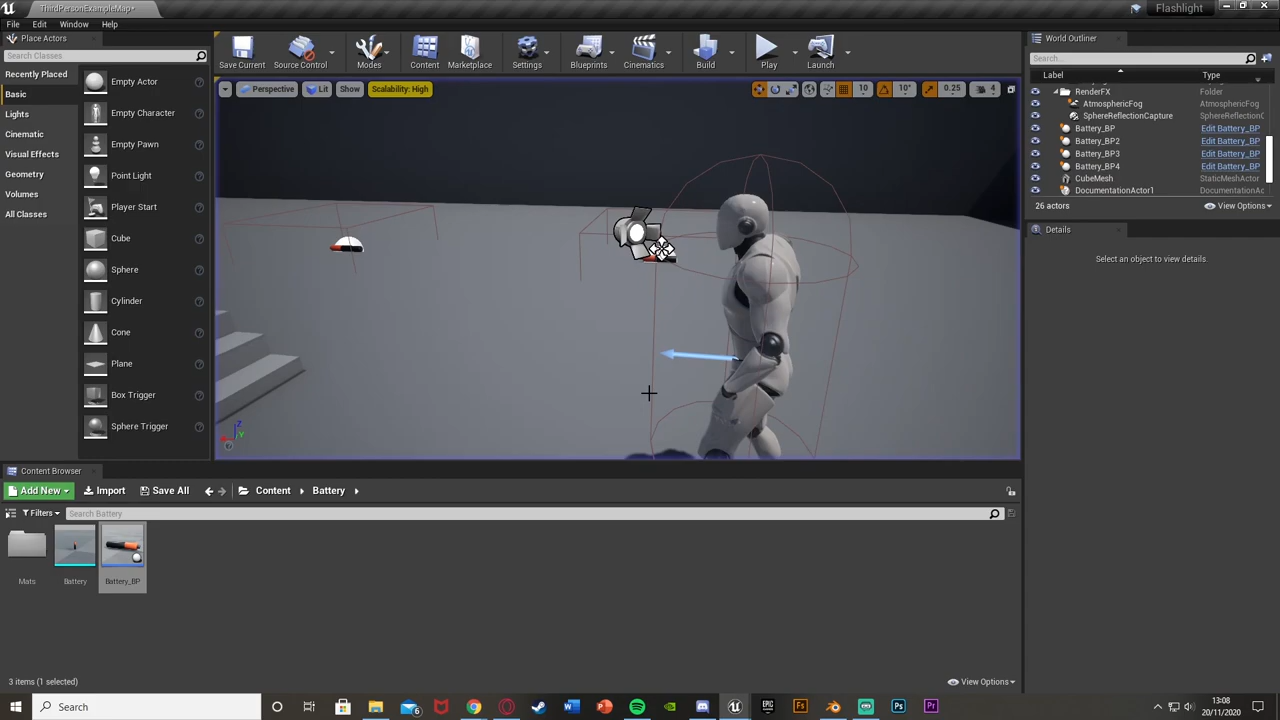 ThirdPersonExampleMap*
Flashlight
File Edit Window Help
Place Actors
Search Classes
Recently Placed
Basic
Lights
Cinematic
Visual Effects
Geometry
Volumes
All Classes
Empty Actor
Empty Character
Empty Pawn
Point Light
Player Start
Cube
Sphere
Cylinder
Cone
Plane
Box Trigger
Sphere Trigger
Save Current
Source Control
Modes
Content
Marketplace
Settings
Blueprints
Cinematics
Build
Play
Launch
Perspective Lit Show Scalability: High
10 10° 0.25 4
Z
Y
World Outliner
Search...
Label Type
RenderFX Folder
AtmosphericFog AtmosphericFog
SphereReflectionCapture SphereReflectionC
Battery_BP Edit Battery_BP
Battery_BP2 Edit Battery_BP
Battery_BP3 Edit Battery_BP
Battery_BP4 Edit Battery_BP
CubeMesh StaticMeshActor
DocumentationActor1 DocumentationAc
26 actors View Options
Details
Select an object to view details.
Content Browser
Add New Import Save All Content Battery
Filters Search Battery
Mats
Battery
Battery_BP
3 items (1 selected) View Options
Search
6
13:08
20/11/2020